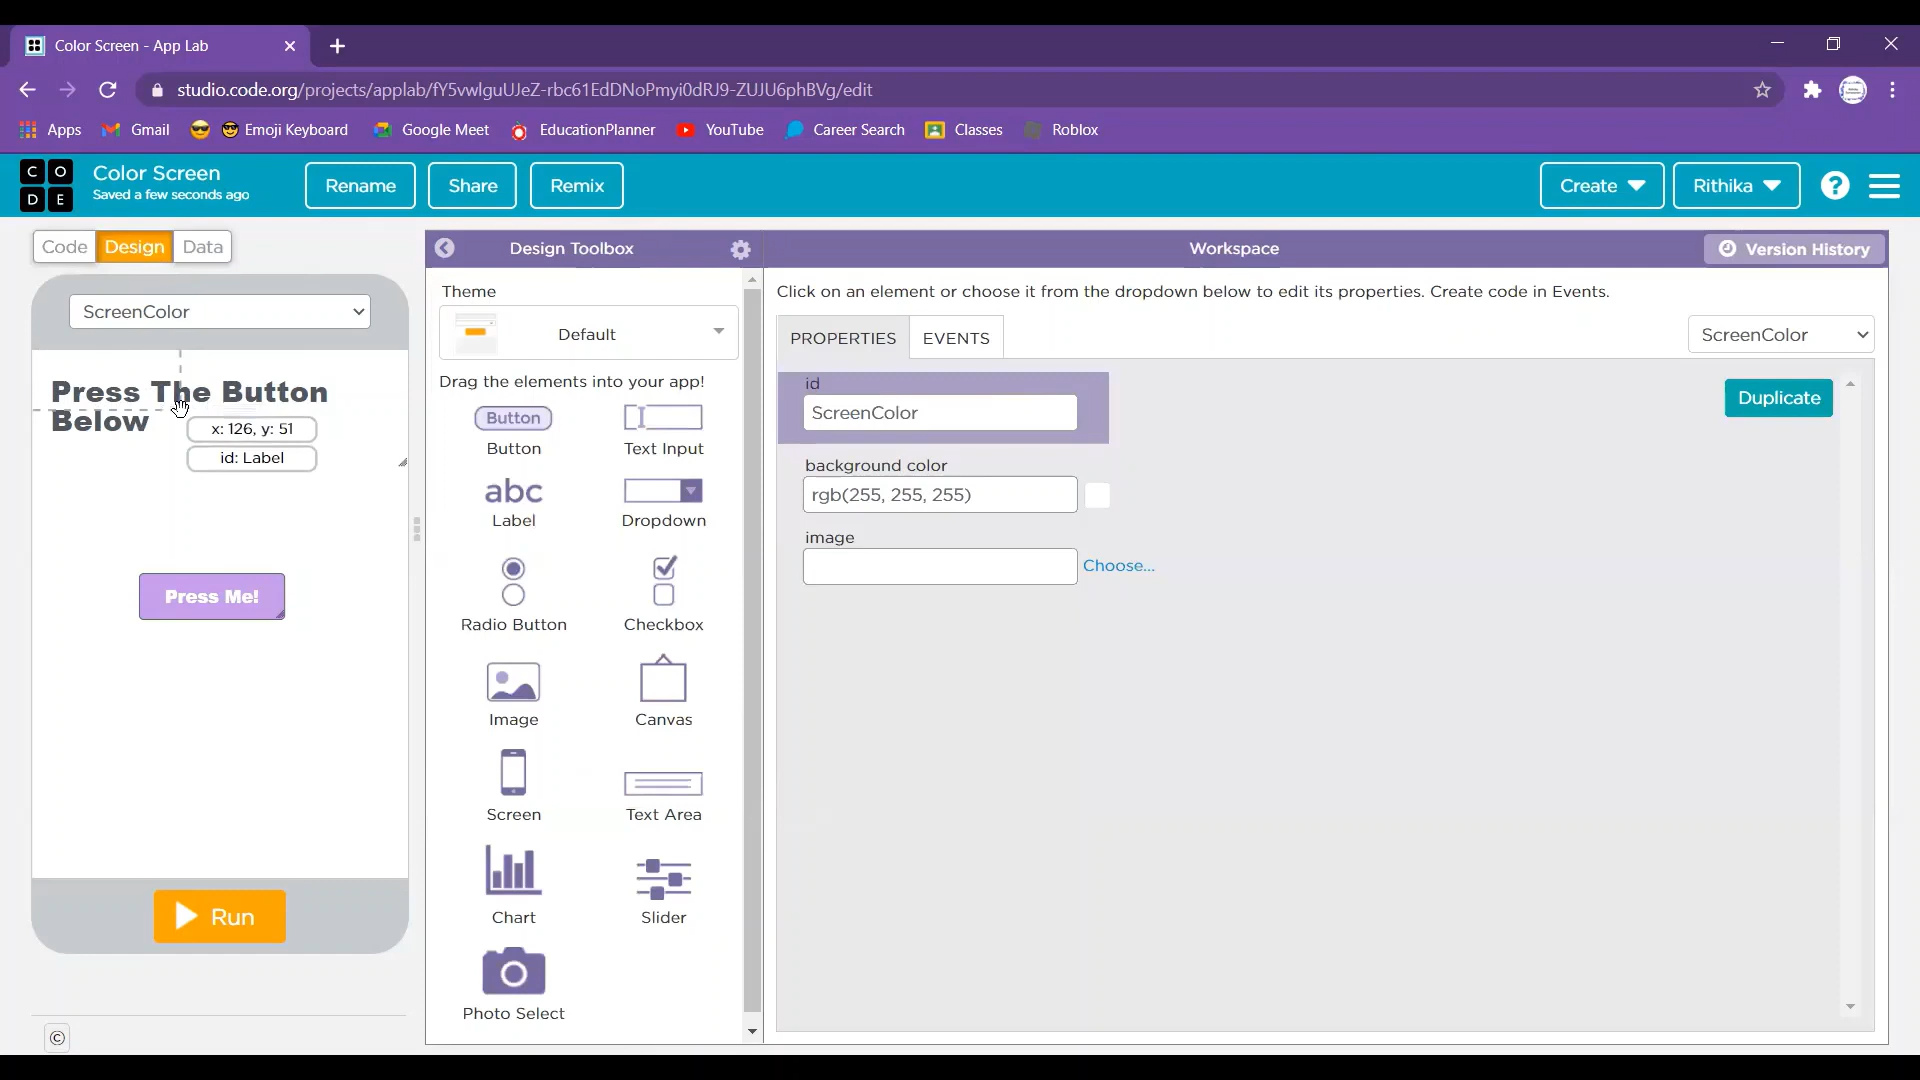 Color Screen - App Lab
studio.code.org/projects/applab/fY5vwlguUJeZ-rbc61EdDNoPmyi0dRJ9-ZUJU6phBVg/edit
Apps Gmail Emoji Keyboard Google Meet EducationPlanner YouTube Career Search Classes Roblox
C O D E
Color Screen
Saved a few seconds ago
Rename Share Remix Create Rithika ?
Code Design Data
Design Toolbox
Workspace
Version History
ScreenColor
Press The Button
Below
x: 126, y: 51
id: Label
Press Me!
Run
©
Theme
Default
Drag the elements into your app!
Button
Button Text Input
abc
Label Dropdown
Radio Button Checkbox
Image Canvas
Screen Text Area
Chart Slider
Photo Select
Click on an element or choose it from the dropdown below to edit its properties. Create code in Events.
PROPERTIES EVENTS
ScreenColor
id
ScreenColor
Duplicate
background color
rgb(255, 255, 255)
image
Choose...